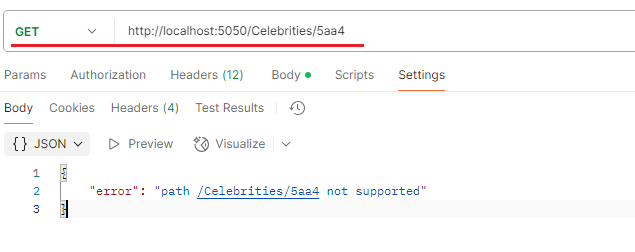 GET http://localhost:5050/Celebrities/5aa4
Params Authorization Headers (12) Body Scripts Settings
Body Cookies Headers (4) Test Results
{} JSON Preview Visualize
1 {
2 "error": "path /Celebrities/5aa4 not supported"
3 }